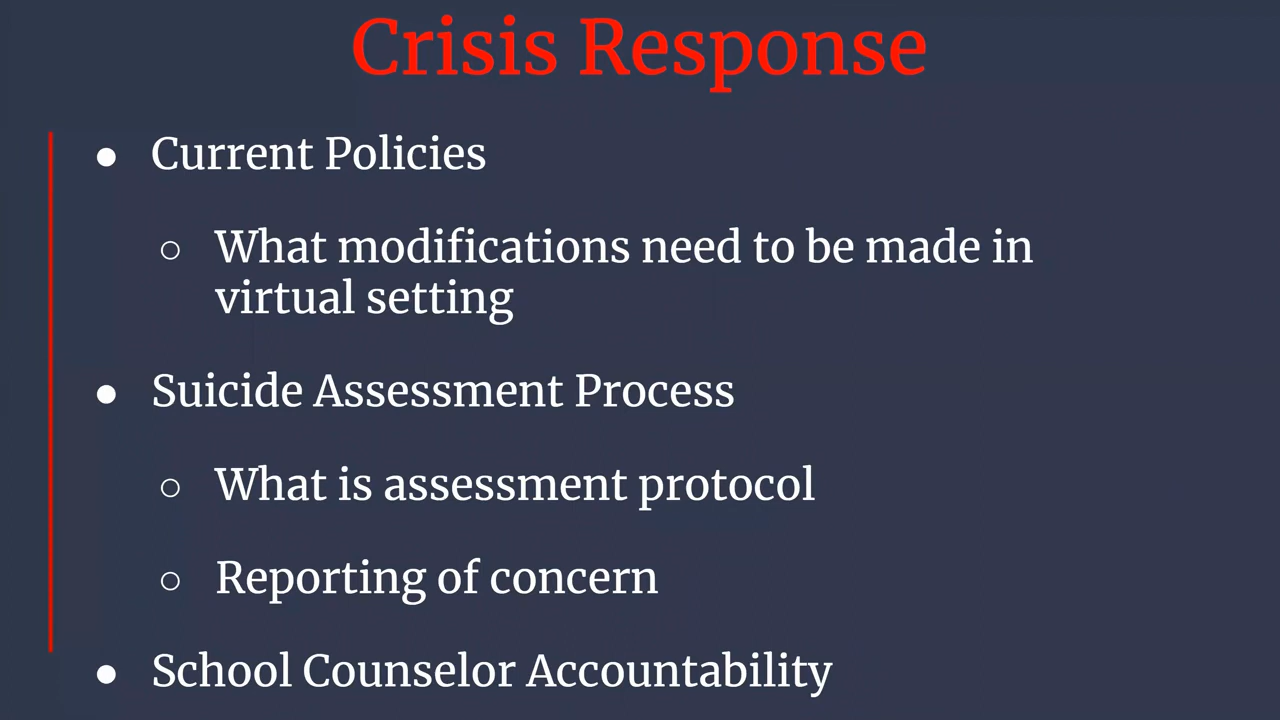 Crisis Response
● Current Policies
○ What modifications need to be made in
virtual setting
● Suicide Assessment Process
○ What is assessment protocol
○ Reporting of concern
● School Counselor Accountability